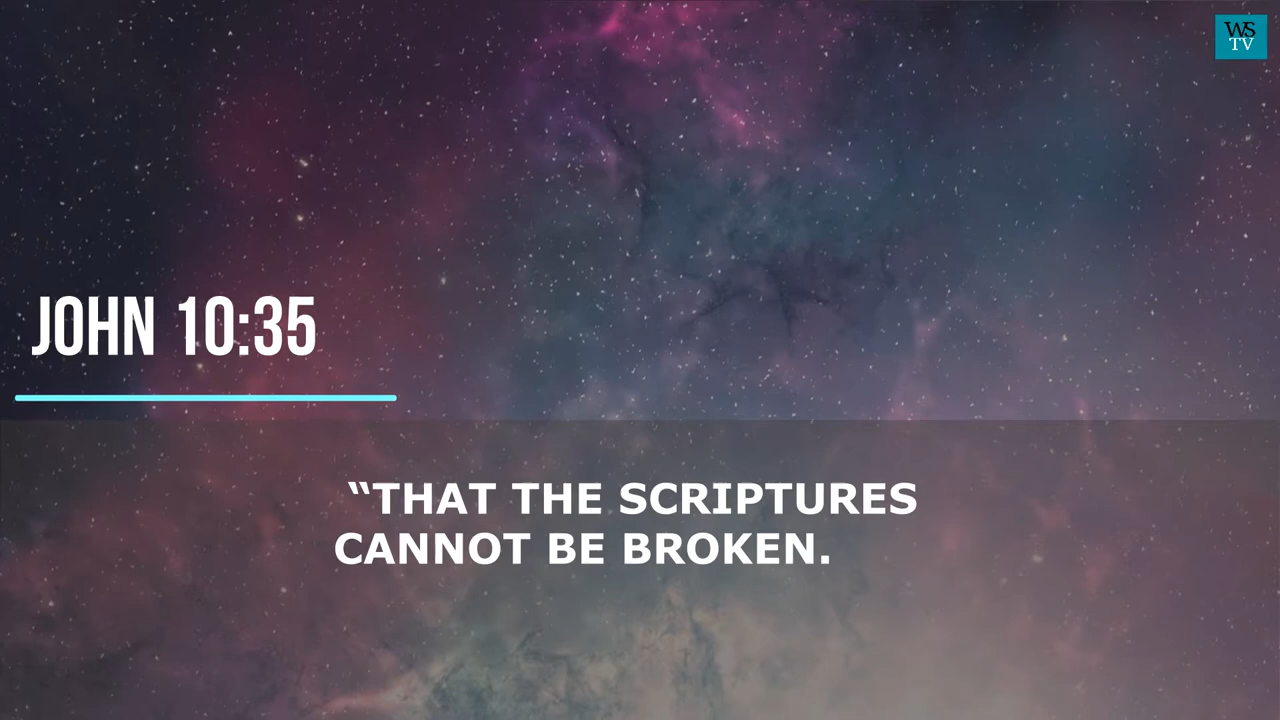 WS
TV
JOHN 10:35
“THAT THE SCRIPTURES
CANNOT BE BROKEN.